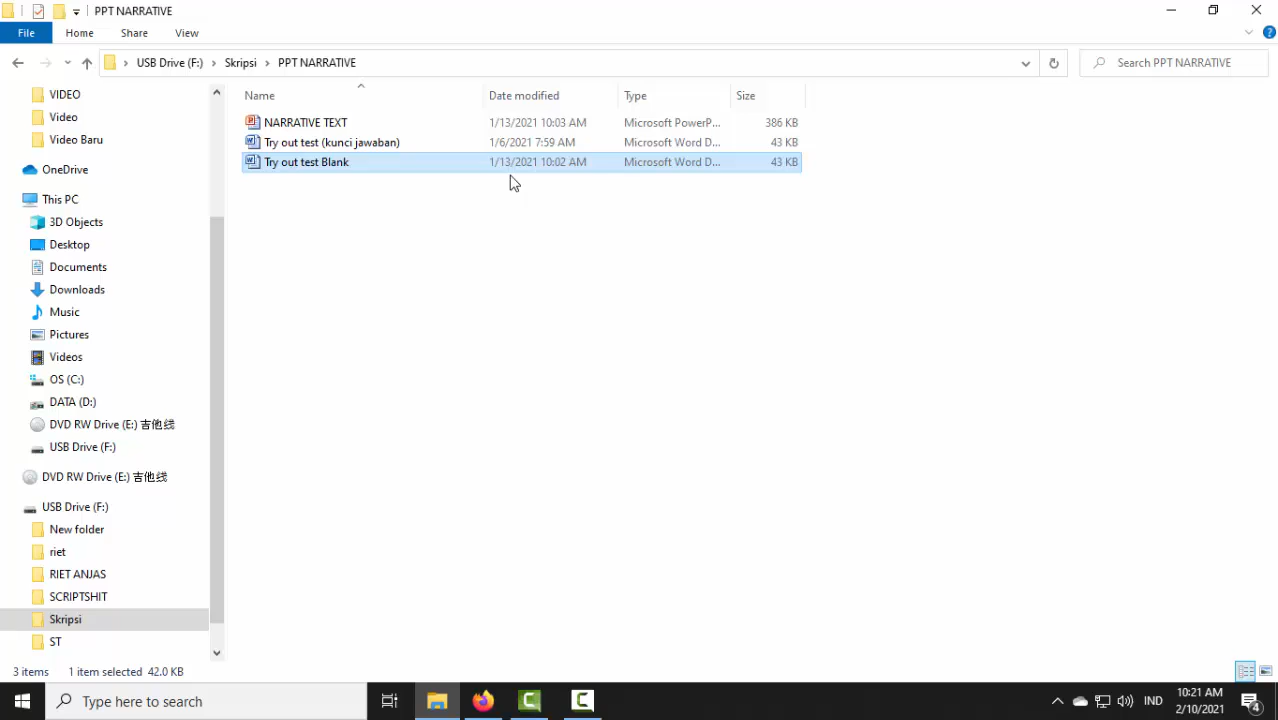 PPT NARRATIVE
File Home Share View
USB Drive (F:) Skripsi PPT NARRATIVE Search PPT NARRATIVE
Name Date modified Type Size
NARRATIVE TEXT 1/13/2021 10:03 AM Microsoft PowerP... 386 KB
Try out test (kunci jawaban) 1/6/2021 7:59 AM Microsoft Word D... 43 KB
Try out test Blank 1/13/2021 10:02 AM Microsoft Word D... 43 KB
VIDEO
Video
Video Baru
OneDrive
This PC
3D Objects
Desktop
Documents
Downloads
Music
Pictures
Videos
OS (C:)
DATA (D:)
DVD RW Drive (E:) 吉他线
USB Drive (F:)
DVD RW Drive (E:) 吉他线
USB Drive (F:)
New folder
riet
RIET ANJAS
SCRIPTSHIT
Skripsi
ST
3 items 1 item selected 42.0 KB
Type here to search IND 10:21 AM
2/10/2021 4